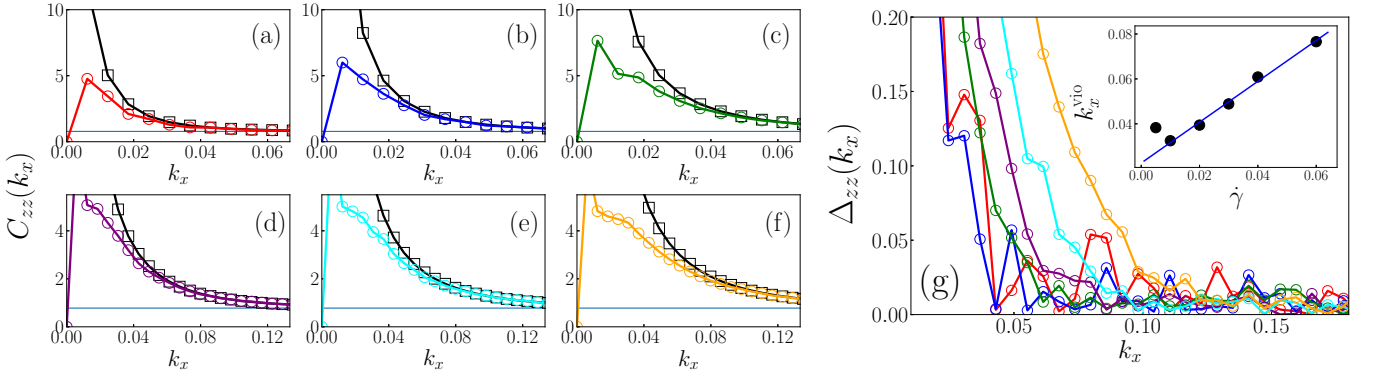 C_zz(k_x)
10
5
0
(a)
0.00 0.02 0.04 0.06
k_x
10
5
0
(b)
0.00 0.02 0.04 0.06
k_x
10
5
0
(c)
0.00 0.02 0.04 0.06
k_x
4
2
0
(d)
0.00 0.04 0.08 0.12
k_x
4
2
0
(e)
0.00 0.04 0.08 0.12
k_x
4
2
0
(f)
0.00 0.04 0.08 0.12
k_x
Δ_zz(k_x)
0.20
0.15
0.10
0.05
0.00
(g)
0.05 0.10 0.15
k_x
k_x^vio
0.08
0.06
0.04
0.00 0.02 0.04 0.06
γ̇